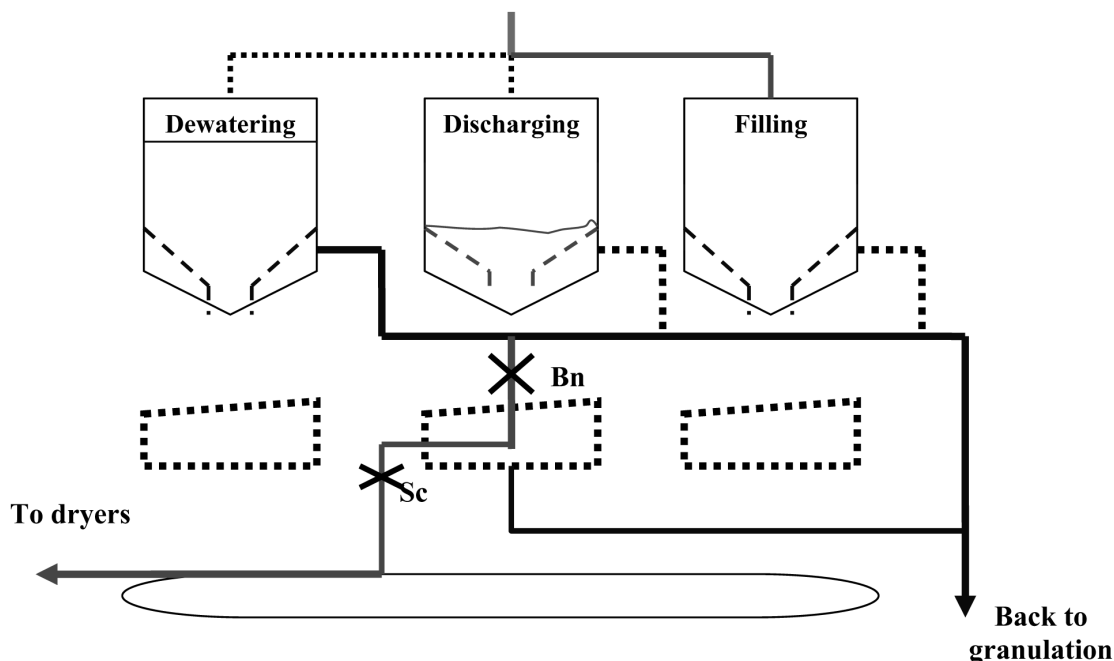 Dewatering
Discharging
Filling
Bn
Sc
To dryers
Back to
granulation